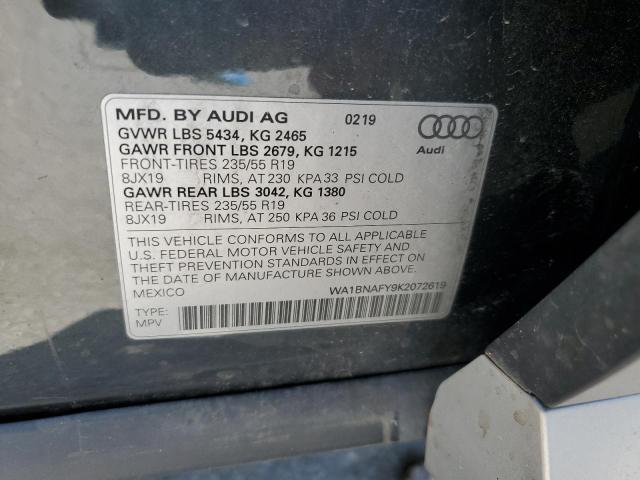 MFD. BY AUDI AG 02 19
GVWR LBS 5434, KG 2465
GAWR FRONT LBS 2679, KG 1215
FRONT-TIRES 235/55 R19
8JX19 RIMS, AT 230 KPA 33 PSI COLD
GAWR REAR LBS 3042, KG 1380
REAR-TIRES 235/55 R19
8JX19 RIMS, AT 250 KPA 36 PSI COLD
Audi
THIS VEHICLE CONFORMS TO ALL APPLICABLE
U.S. FEDERAL MOTOR VEHICLE SAFETY AND
THEFT PREVENTION STANDARDS IN EFFECT ON
THE DATE OF MANUFACTURE SHOWN ABOVE.
MEXICO WA1BNAFY9K2072619
TYPE:
MPV